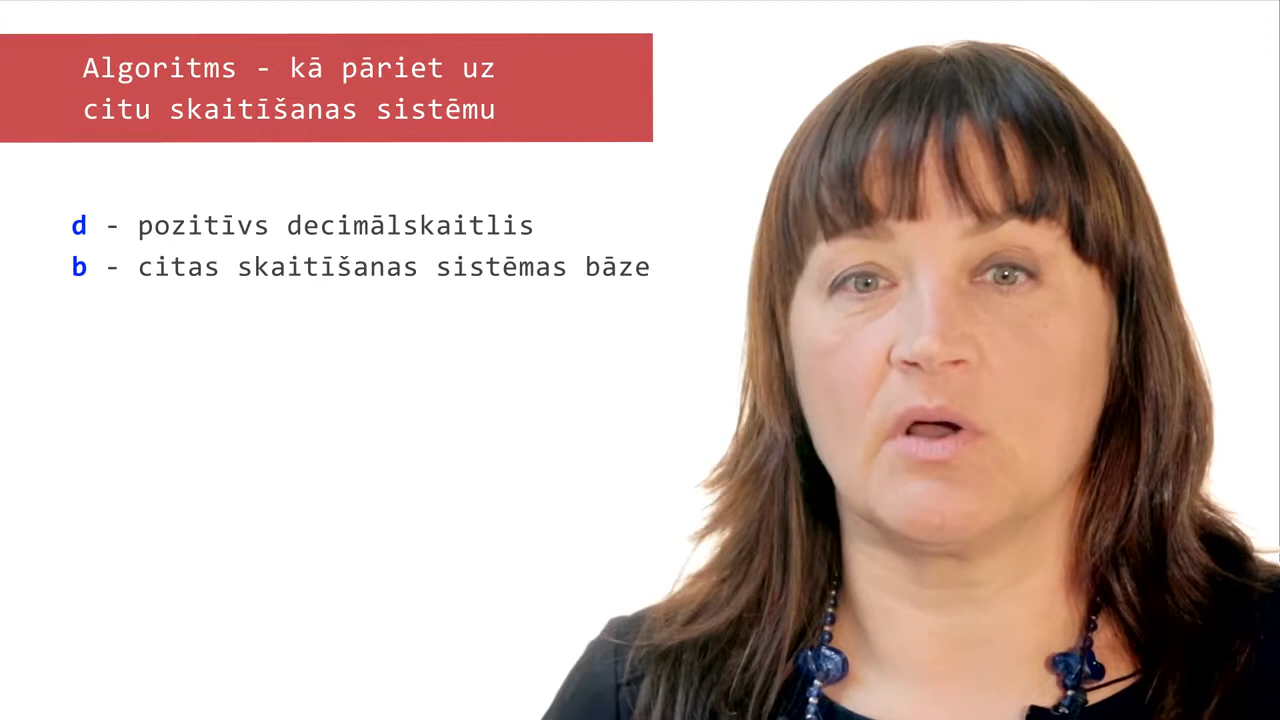 Algoritms - kā pāriet uz
citu skaitīšanas sistēmu
d - pozitīvs decimālskaitlis
b - citas skaitīšanas sistēmas bāze